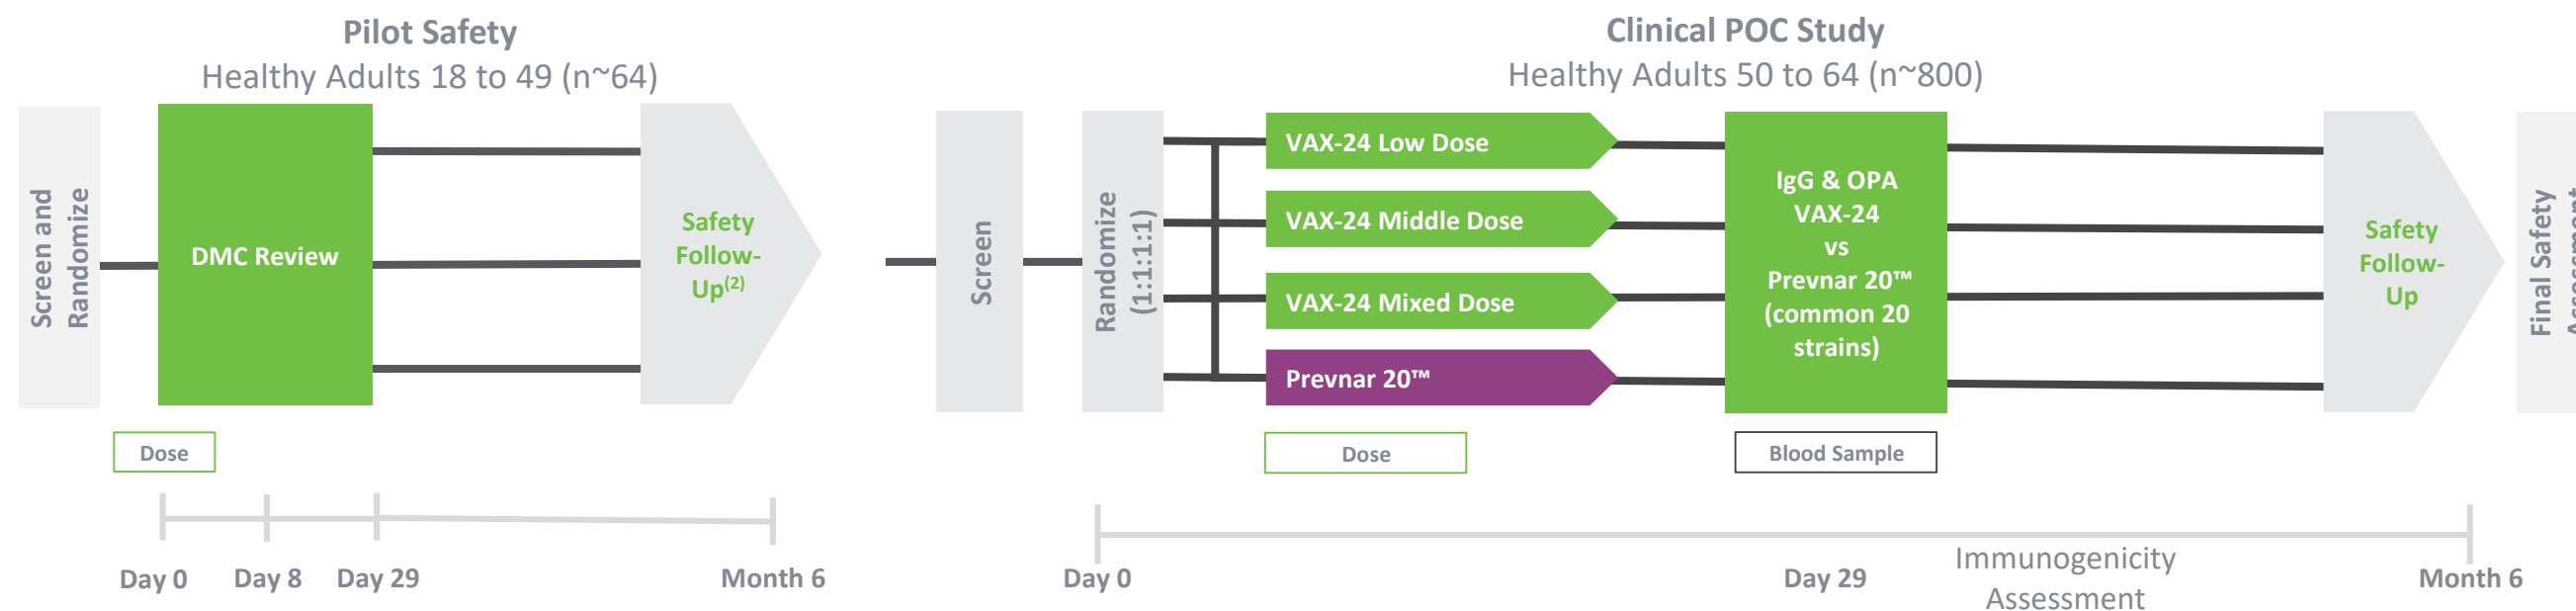 Pilot Safety
Healthy Adults 18 to 49 (n~64)
Screen and
Randomize
DMC Review
Safety
Follow-
Up(2)
Dose
Day 0
Day 8
Day 29
Month 6
Clinical POC Study
Healthy Adults 50 to 64 (n~800)
Screen
Randomize
(1:1:1:1)
VAX-24 Low Dose
VAX-24 Middle Dose
VAX-24 Mixed Dose
Prevnar 20™
IgG & OPA
VAX-24
vs
Prevnar 20™
(common 20
strains)
Safety
Follow-
Up
Final Safety
Dose
Blood Sample
Day 0
Day 29
Immunogenicity
Assessment
Month 6